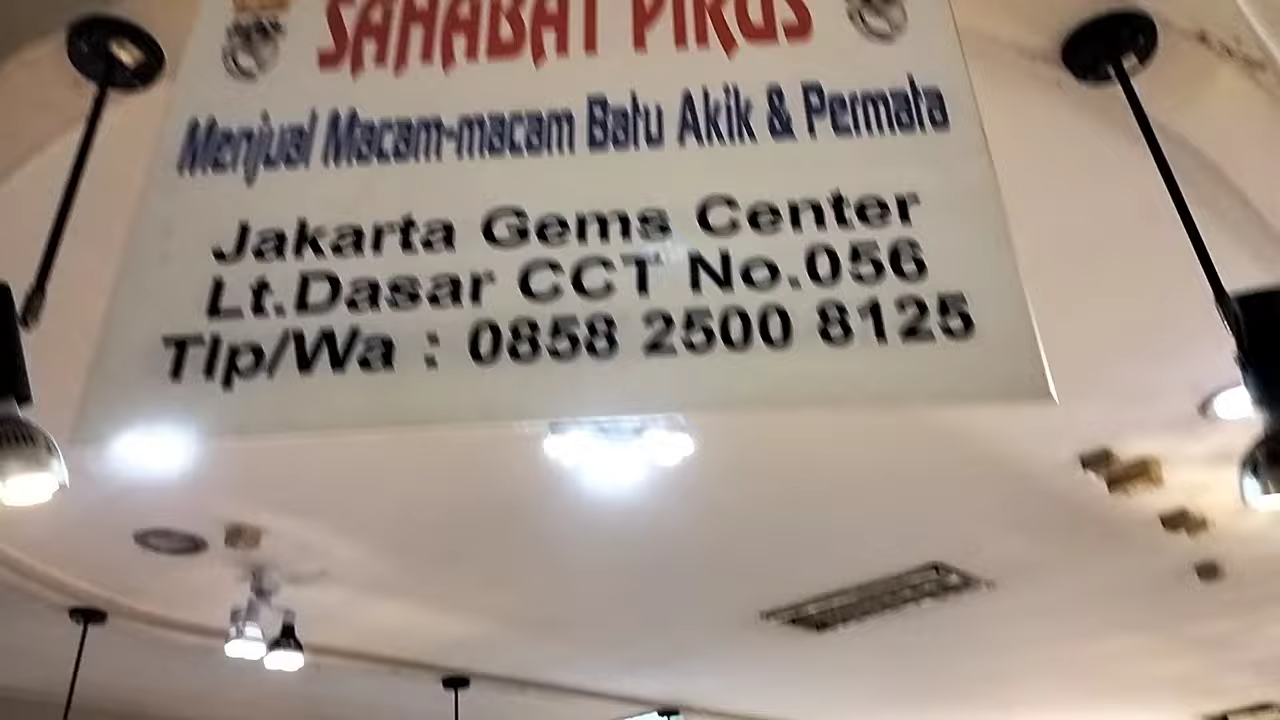 SAHABAT PIRUS
Menjual Macam-macam Batu Akik & Permata
Jakarta Gems Center
Lt.Dasar CCT No.056
Tlp/Wa : 0858 2500 8125